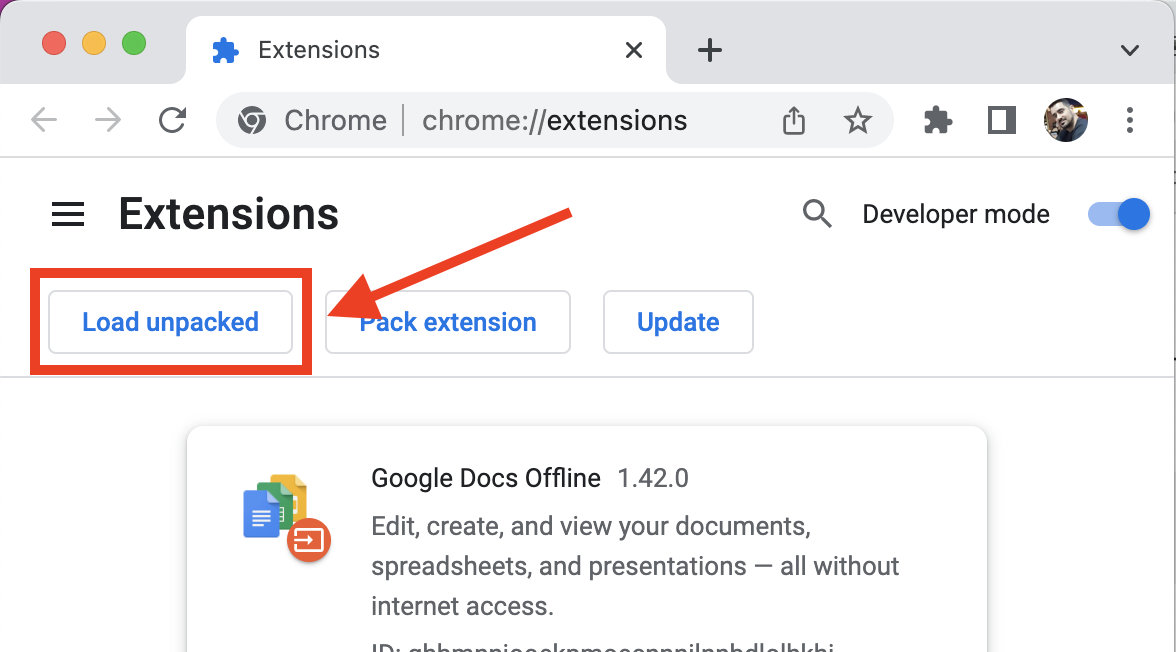 Extensions
Chrome | chrome://extensions
Extensions
Developer mode
Load unpacked
Pack extension
Update
Google Docs Offline 1.42.0
Edit, create, and view your documents,
spreadsheets, and presentations — all without
internet access.
ID: